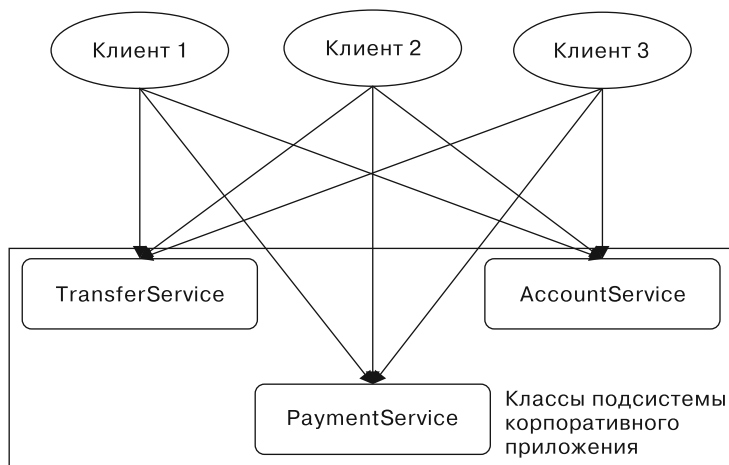 Клиент 1
Клиент 2
Клиент 3
TransferService
AccountService
PaymentService
Классы подсистемы
корпоративного
приложения